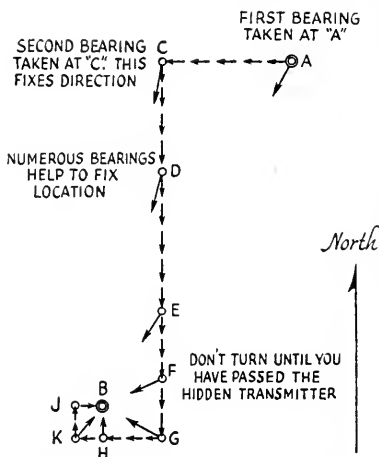 FIRST BEARING
TAKEN AT "A"
SECOND BEARING
TAKEN AT "C." THIS
FIXES DIRECTION
C
A
NUMEROUS BEARINGS
HELP TO FIX
LOCATION
D
North
E
F
DON'T TURN UNTIL YOU
HAVE PASSED THE
HIDDEN TRANSMITTER
B
J
K
H
G